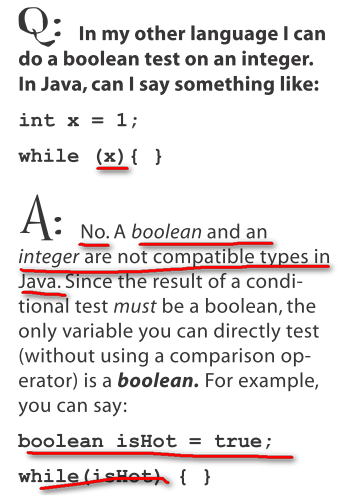 Q: In my other language I can
do a boolean test on an integer.
In Java, can I say something like:
int x = 1;
while (x){ }
A: No. A boolean and an
integer are not compatible types in
Java. Since the result of a condi-
tional test must be a boolean, the
only variable you can directly test
(without using a comparison op-
erator) is a boolean. For example,
you can say:
boolean isHot = true;
while(isHot) { }